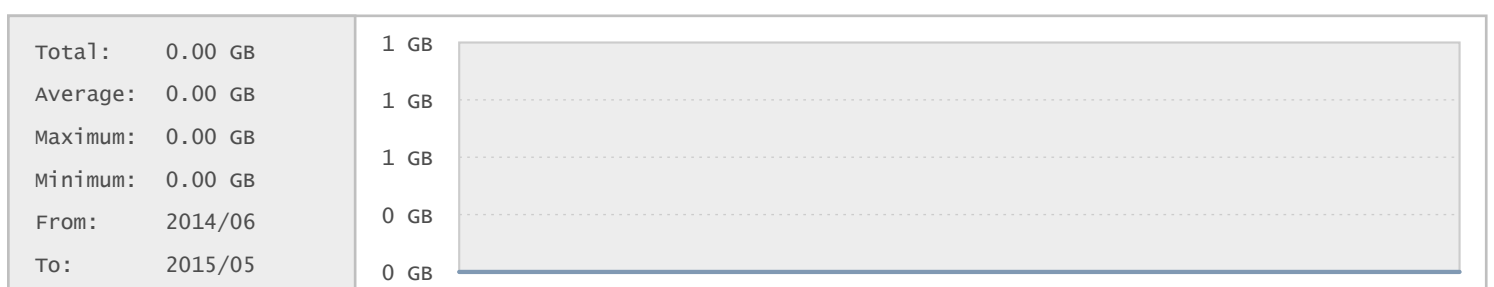 Total: 0.00 GB
Average: 0.00 GB
Maximum: 0.00 GB
Minimum: 0.00 GB
From: 2014/06
To: 2015/05
1 GB
1 GB
1 GB
0 GB
0 GB